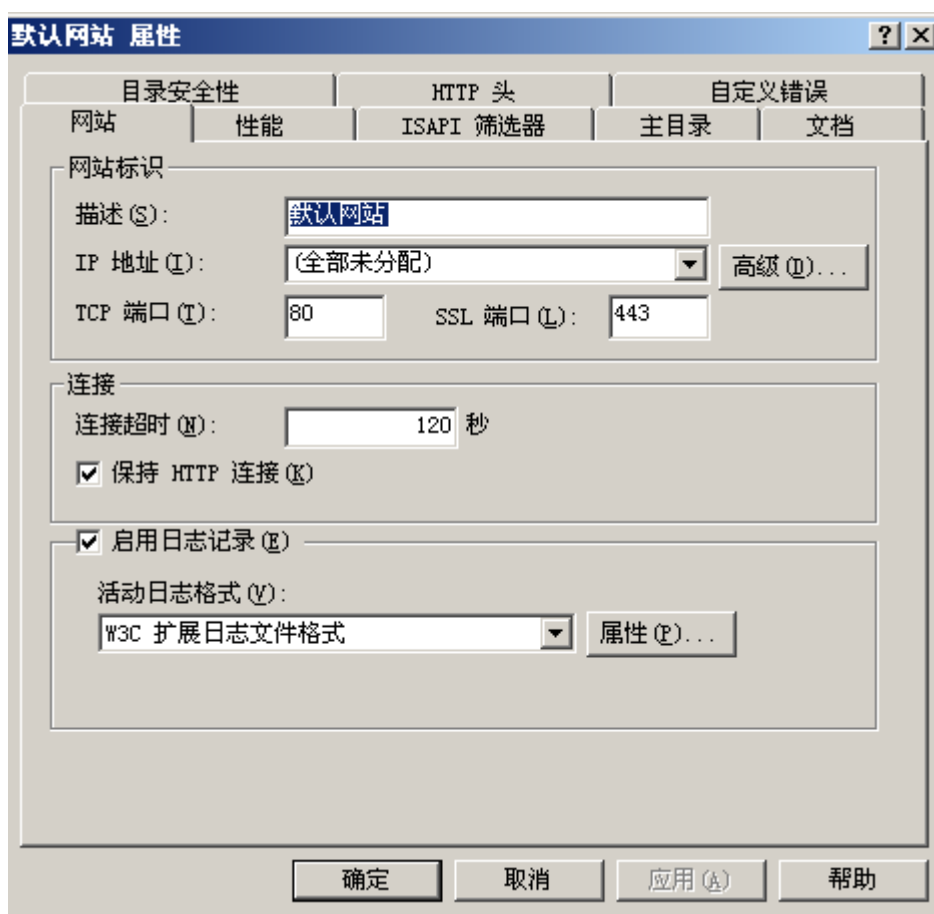 默认网站 属性
目录安全性 HTTP 头 自定义错误
网站 性能 ISAPI 筛选器 主目录 文档
网站标识
描述(S): 默认网站
IP 地址(I): (全部未分配) 高级(D)...
TCP 端口(T): 80 SSL 端口(L): 443
连接
连接超时(N): 120 秒
保持 HTTP 连接(K)
启用日志记录(E)
活动日志格式(V):
W3C 扩展日志文件格式 属性(P)...
确定 取消 应用(A) 帮助